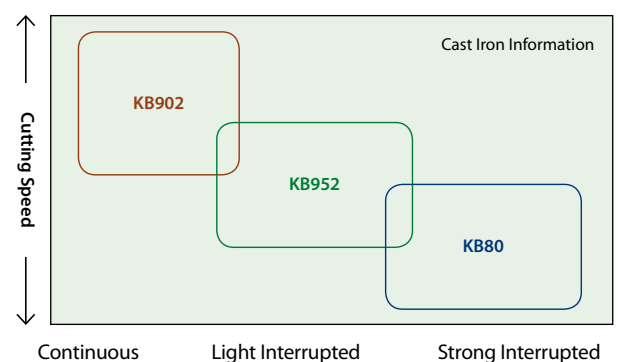 Cast Iron Information
KB902
KB952
KB80
Cutting Speed
Continuous
Light Interrupted
Strong Interrupted